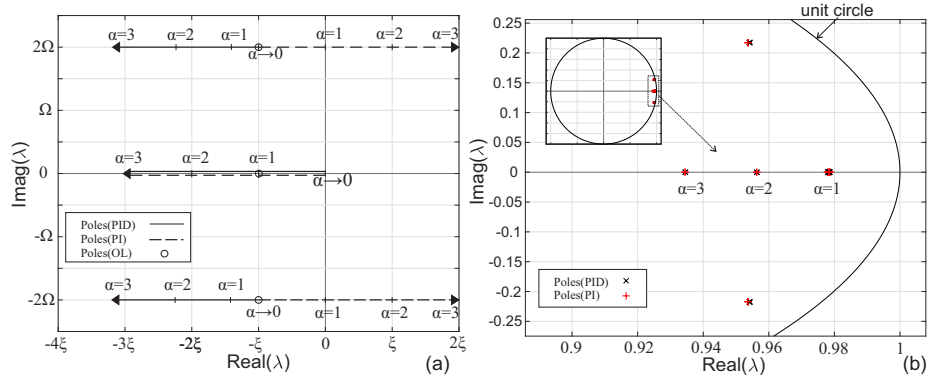 α=3 α=2 α=1 α=1 α=2 α=3
α→0
2Ω
Ω
0
-Ω
-2Ω
Imag(λ)
α=3 α=2 α=1
α→0
Poles(PID)
Poles(PI)
Poles(OL)
α=3 α=2 α=1
α→0 α=1 α=2 α=3
-4ξ -3ξ -2ξ -ξ 0 ξ 2ξ
Real(λ)
(a)
unit circle
0.25
0.2
0.15
0.1
0.05
0
-0.05
-0.1
-0.15
-0.2
-0.25
Imag(λ)
α=3 α=2 α=1
Poles(PID)
Poles(PI)
0.9 0.92 0.94 0.96 0.98 1
Real(λ)
(b)